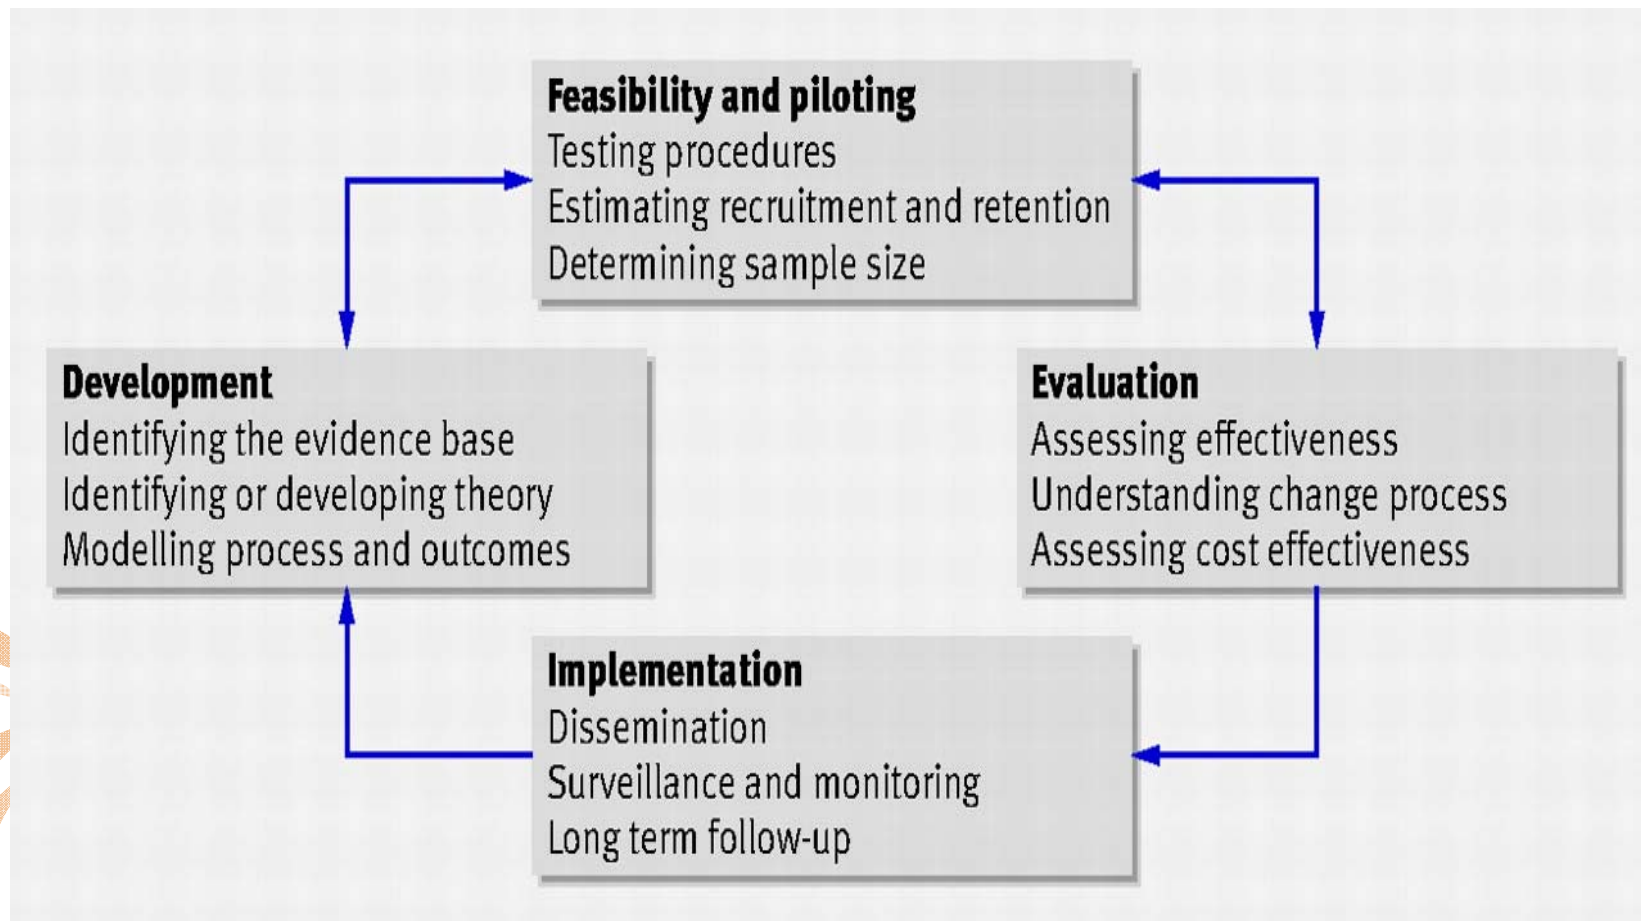 Feasibility and piloting
Testing procedures
Estimating recruitment and retention
Determining sample size
Development
Identifying the evidence base
Identifying or developing theory
Modelling process and outcomes
Evaluation
Assessing effectiveness
Understanding change process
Assessing cost effectiveness
Implementation
Dissemination
Surveillance and monitoring
Long term follow-up